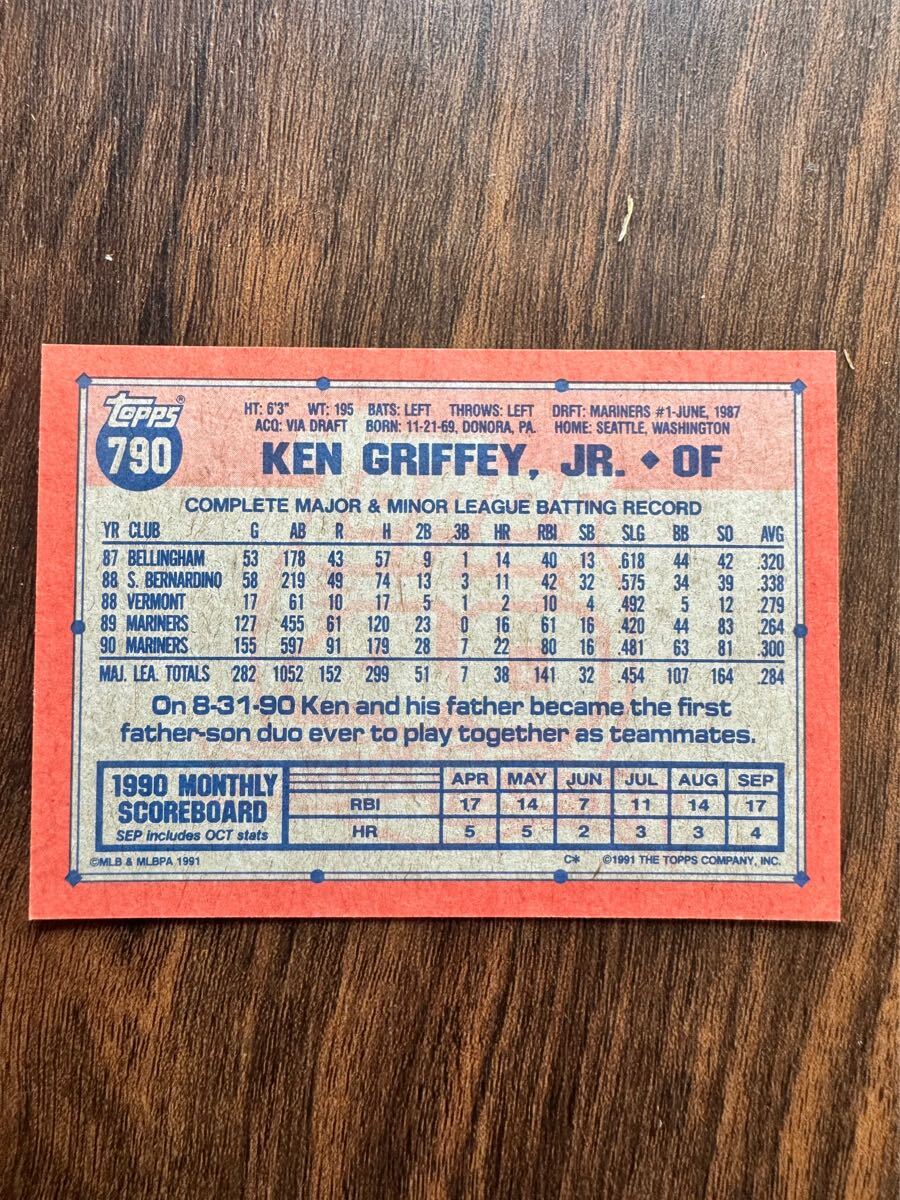 Topps®
790
HT: 6'3" WT: 195 BATS: LEFT THROWS: LEFT DRFT: MARINERS #1-JUNE, 1987
ACQ: VIA DRAFT BORN: 11-21-69, DONORA, PA. HOME: SEATTLE, WASHINGTON
KEN GRIFFEY, JR. ◆ OF
COMPLETE MAJOR & MINOR LEAGUE BATTING RECORD
YR CLUB G AB R H 2B 3B HR RBI SB SLG BB SO AVG
87 BELLINGHAM 53 178 43 57 9 1 14 40 13 .618 44 42 .320
88 S. BERNARDINO 58 219 49 74 13 3 11 42 32 .575 34 39 .338
88 VERMONT 17 61 10 17 5 1 2 10 4 .492 5 12 .279
89 MARINERS 127 455 61 120 23 0 16 61 16 .420 44 83 .264
90 MARINERS 155 597 91 179 28 7 22 80 16 .481 63 81 .300
MAJ. LEA. TOTALS 282 1052 152 299 51 7 38 141 32 .454 107 164 .284
On 8-31-90 Ken and his father became the first
father-son duo ever to play together as teammates.
1990 MONTHLY
SCOREBOARD
SEP includes OCT stats
APR MAY JUN JUL AUG SEP
RBI 17 14 7 11 14 17
HR 5 5 2 3 3 4
©MLB & MLBPA 1991 C* ©1991 THE TOPPS COMPANY, INC.